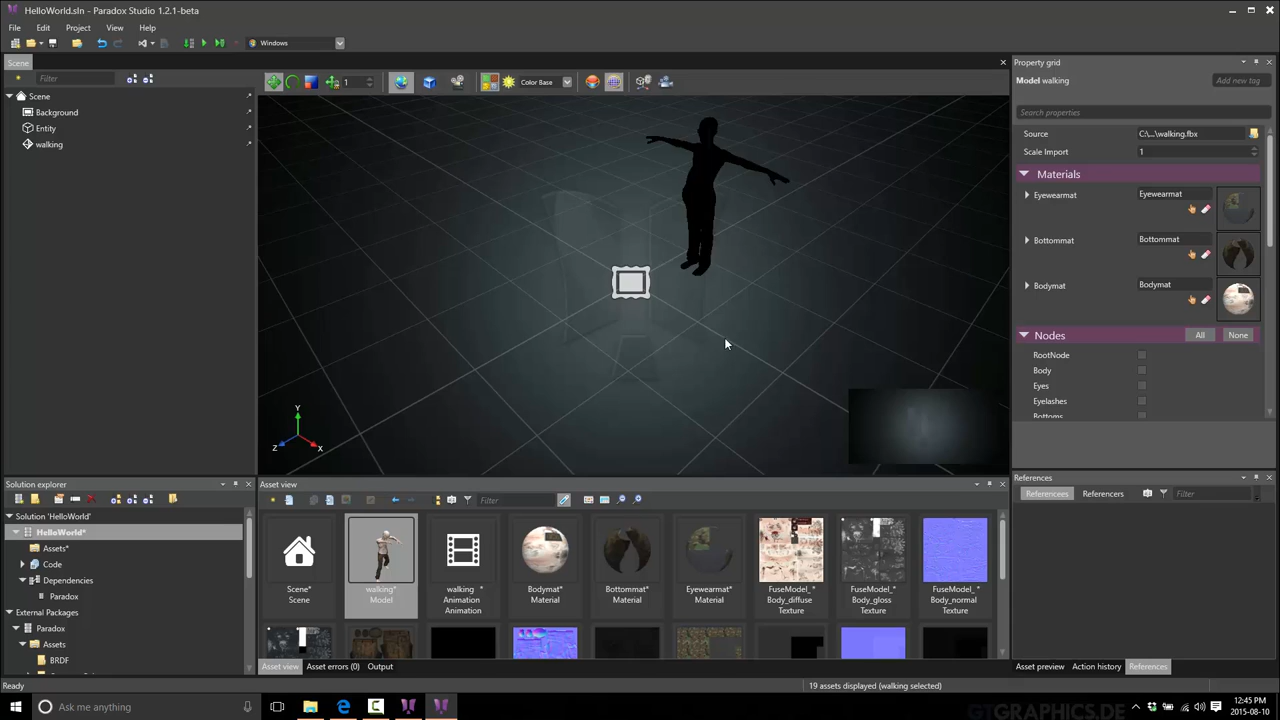 HelloWorld.sln - Paradox Studio 1.2.1-beta
File Edit Project View Help
Windows
Scene
Filter
1
Color Base
Scene
Background
Entity
walking
Y
Z
X
Property grid
Model walking
Add new tag
Search properties
Source C:\...\walking.fbx
Scale Import 1
Materials
Eyewearmat Eyewearmat
Bottommat Bottommat
Bodymat Bodymat
Nodes All None
RootNode
Body
Eyes
Eyelashes
Bottoms
Solution explorer
Solution 'HelloWorld'
HelloWorld*
Assets*
Code
Dependencies
Paradox
External Packages
Paradox
Assets
BRDF
Asset view
Filter
Scene*
Scene
walking*
Model
walking *
Animation
Animation
Bodymat*
Material
Bottommat*
Material
Eyewearmat*
Material
FuseModel_*
Body_diffuse
Texture
FuseModel_*
Body_gloss
Texture
FuseModel_*
Body_normal
Texture
Asset view Asset errors (0) Output
References
Referencees References Filter
Asset preview Action history References
Ready
19 assets displayed (walking selected)
Ask me anything
12:45 PM
2015-08-10
GTGRAPHICS.DE